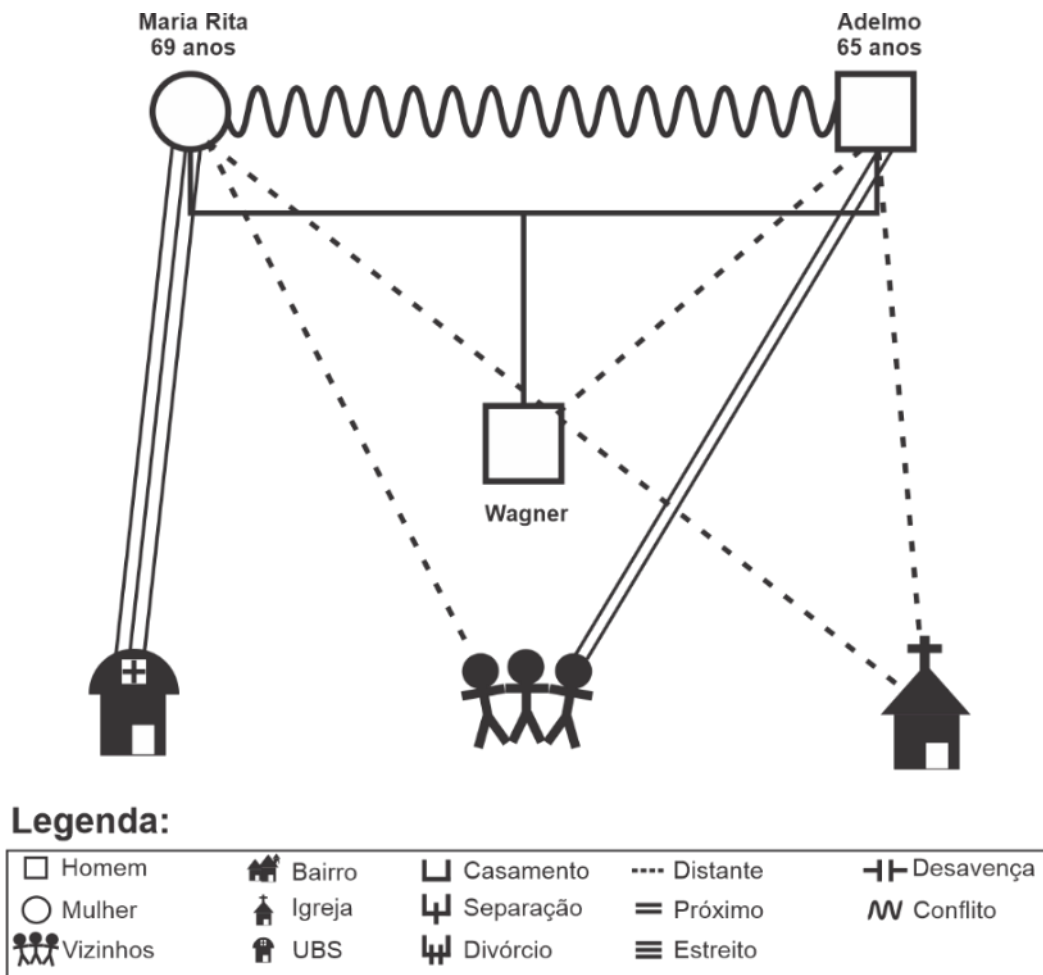 Maria Rita
69 anos
Adelmo
65 anos
Wagner
Legenda:
Homem
Bairro
Casamento
Distante
Desavença
Mulher
Igreja
Separação
Próximo
Conflito
Vizinhos
UBS
Divórcio
Estreito